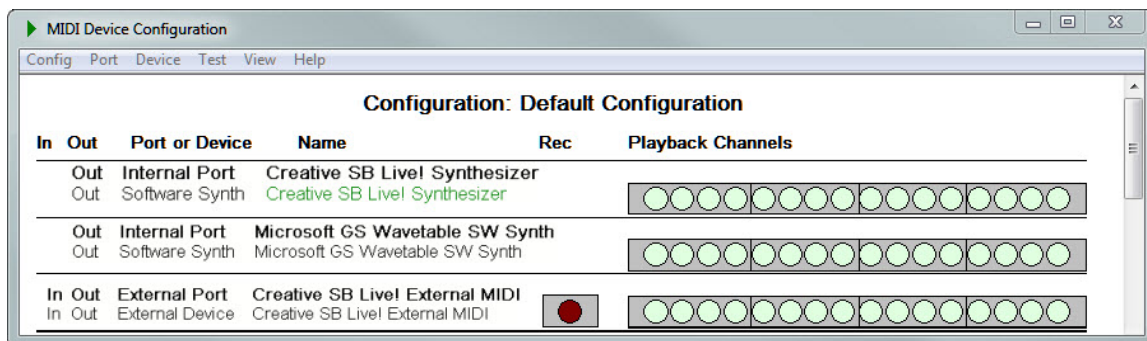 MIDI Device Configuration
Config Port Device Test View Help
Configuration: Default Configuration
In Out Port or Device Name Rec Playback Channels
Out Internal Port Creative SB Live! Synthesizer
Out Software Synth Creative SB Live! Synthesizer
Out Internal Port Microsoft GS Wavetable SW Synth
Out Software Synth Microsoft GS Wavetable SW Synth
In Out External Port Creative SB Live! External MIDI
In Out External Device Creative SB Live! External MIDI